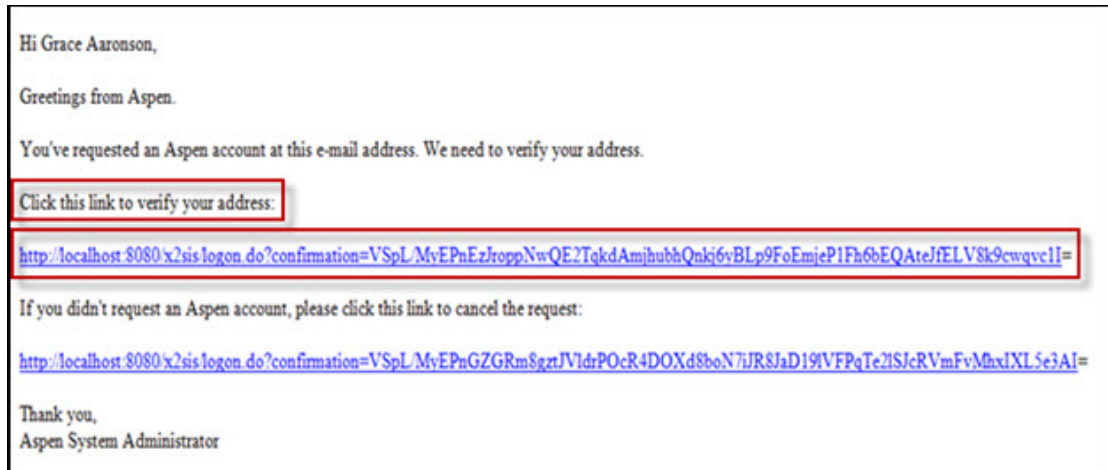 Hi Grace Aaronson,
Greetings from Aspen.
You've requested an Aspen account at this e-mail address. We need to verify your address.
Click this link to verify your address:
http://localhost:8080/x2sis/logon.do?confirmation=VSpL/MyEPnEzJroppNwQE2TqkdAmjhubhQnkj6yBLp9FoEmjeP1Fh6bEQAteJfELV8k9cwqvc1I=
If you didn't request an Aspen account, please click this link to cancel the request:
http://localhost:8080/x2sis/logon.do?confirmation=VSpL/MyEPnGZGRm8gztJVldrPOcR4DOXd8boN7iJR8JaD19lVFPqTe2lSJcRVmFvMhxIXL5e3AI=
Thank you,
Aspen System Administrator